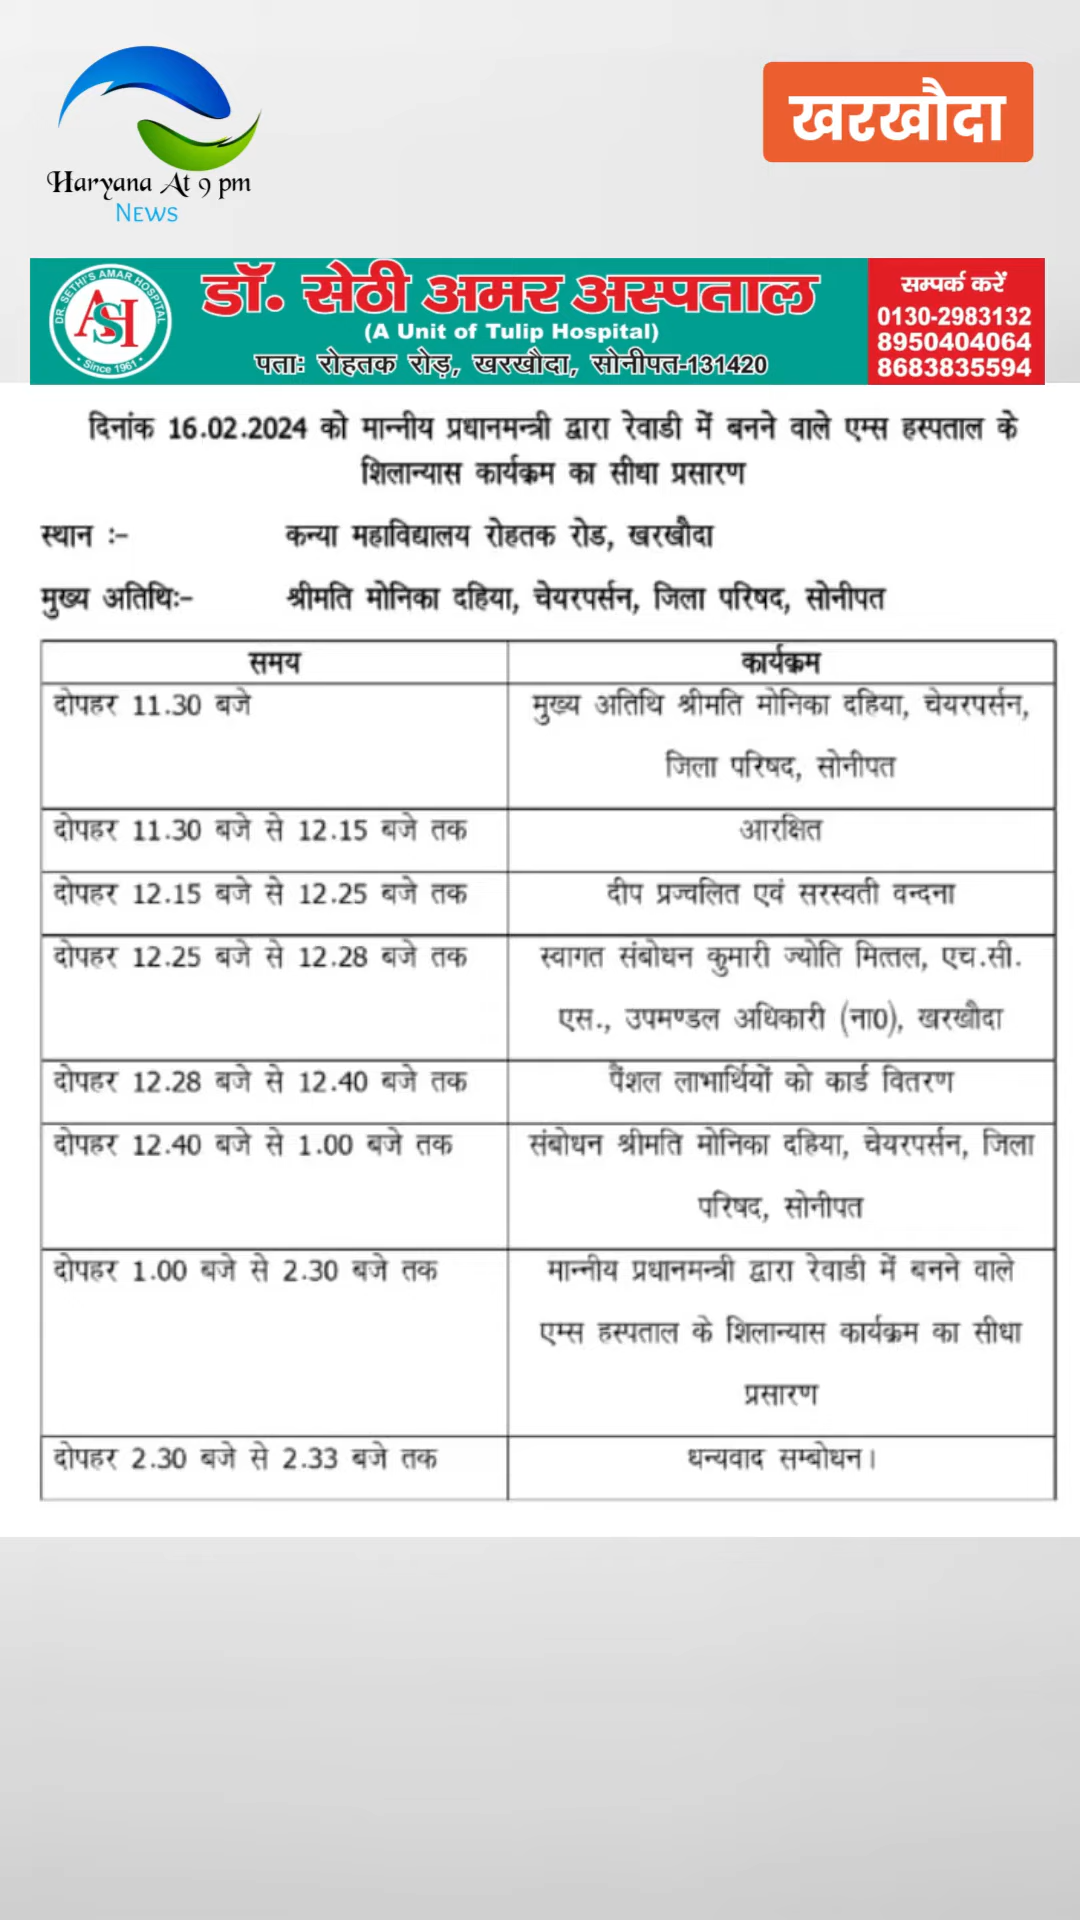 Haryana At 9 pm
News
खरखौदा
DR. SETHI'S AMAR HOSPITAL
ASH
Since 1961
डॉ. सेठी अमर अस्पताल
(A Unit of Tulip Hospital)
पताः रोहतक रोड़, खरखौदा, सोनीपत-131420
सम्पर्क करें
0130-2983132
8950404064
8683835594
दिनांक 16.02.2024 को मान्नीय प्रधानमन्त्री द्वारा रेवाडी में बनने वाले एम्स हस्पताल के
शिलान्यास कार्यक्रम का सीधा प्रसारण
स्थान :- कन्या महाविद्यालय रोहतक रोड, खरखौदा
मुख्य अतिथिः- श्रीमति मोनिका दहिया, चेयरपर्सन, जिला परिषद, सोनीपत
समय कार्यक्रम
दोपहर 11.30 बजे मुख्य अतिथि श्रीमति मोनिका दहिया, चेयरपर्सन,
जिला परिषद, सोनीपत
दोपहर 11.30 बजे से 12.15 बजे तक आरक्षित
दोपहर 12.15 बजे से 12.25 बजे तक दीप प्रज्वलित एवं सरस्वती वन्दना
दोपहर 12.25 बजे से 12.28 बजे तक स्वागत संबोधन कुमारी ज्योति मित्तल, एच.सी.
एस., उपमण्डल अधिकारी (ना0), खरखौदा
दोपहर 12.28 बजे से 12.40 बजे तक पैंशल लाभार्थियों को कार्ड वितरण
दोपहर 12.40 बजे से 1.00 बजे तक संबोधन श्रीमति मोनिका दहिया, चेयरपर्सन, जिला
परिषद, सोनीपत
दोपहर 1.00 बजे से 2.30 बजे तक मान्नीय प्रधानमन्त्री द्वारा रेवाडी में बनने वाले
एम्स हस्पताल के शिलान्यास कार्यक्रम का सीधा
प्रसारण
दोपहर 2.30 बजे से 2.33 बजे तक धन्यवाद सम्बोधन।